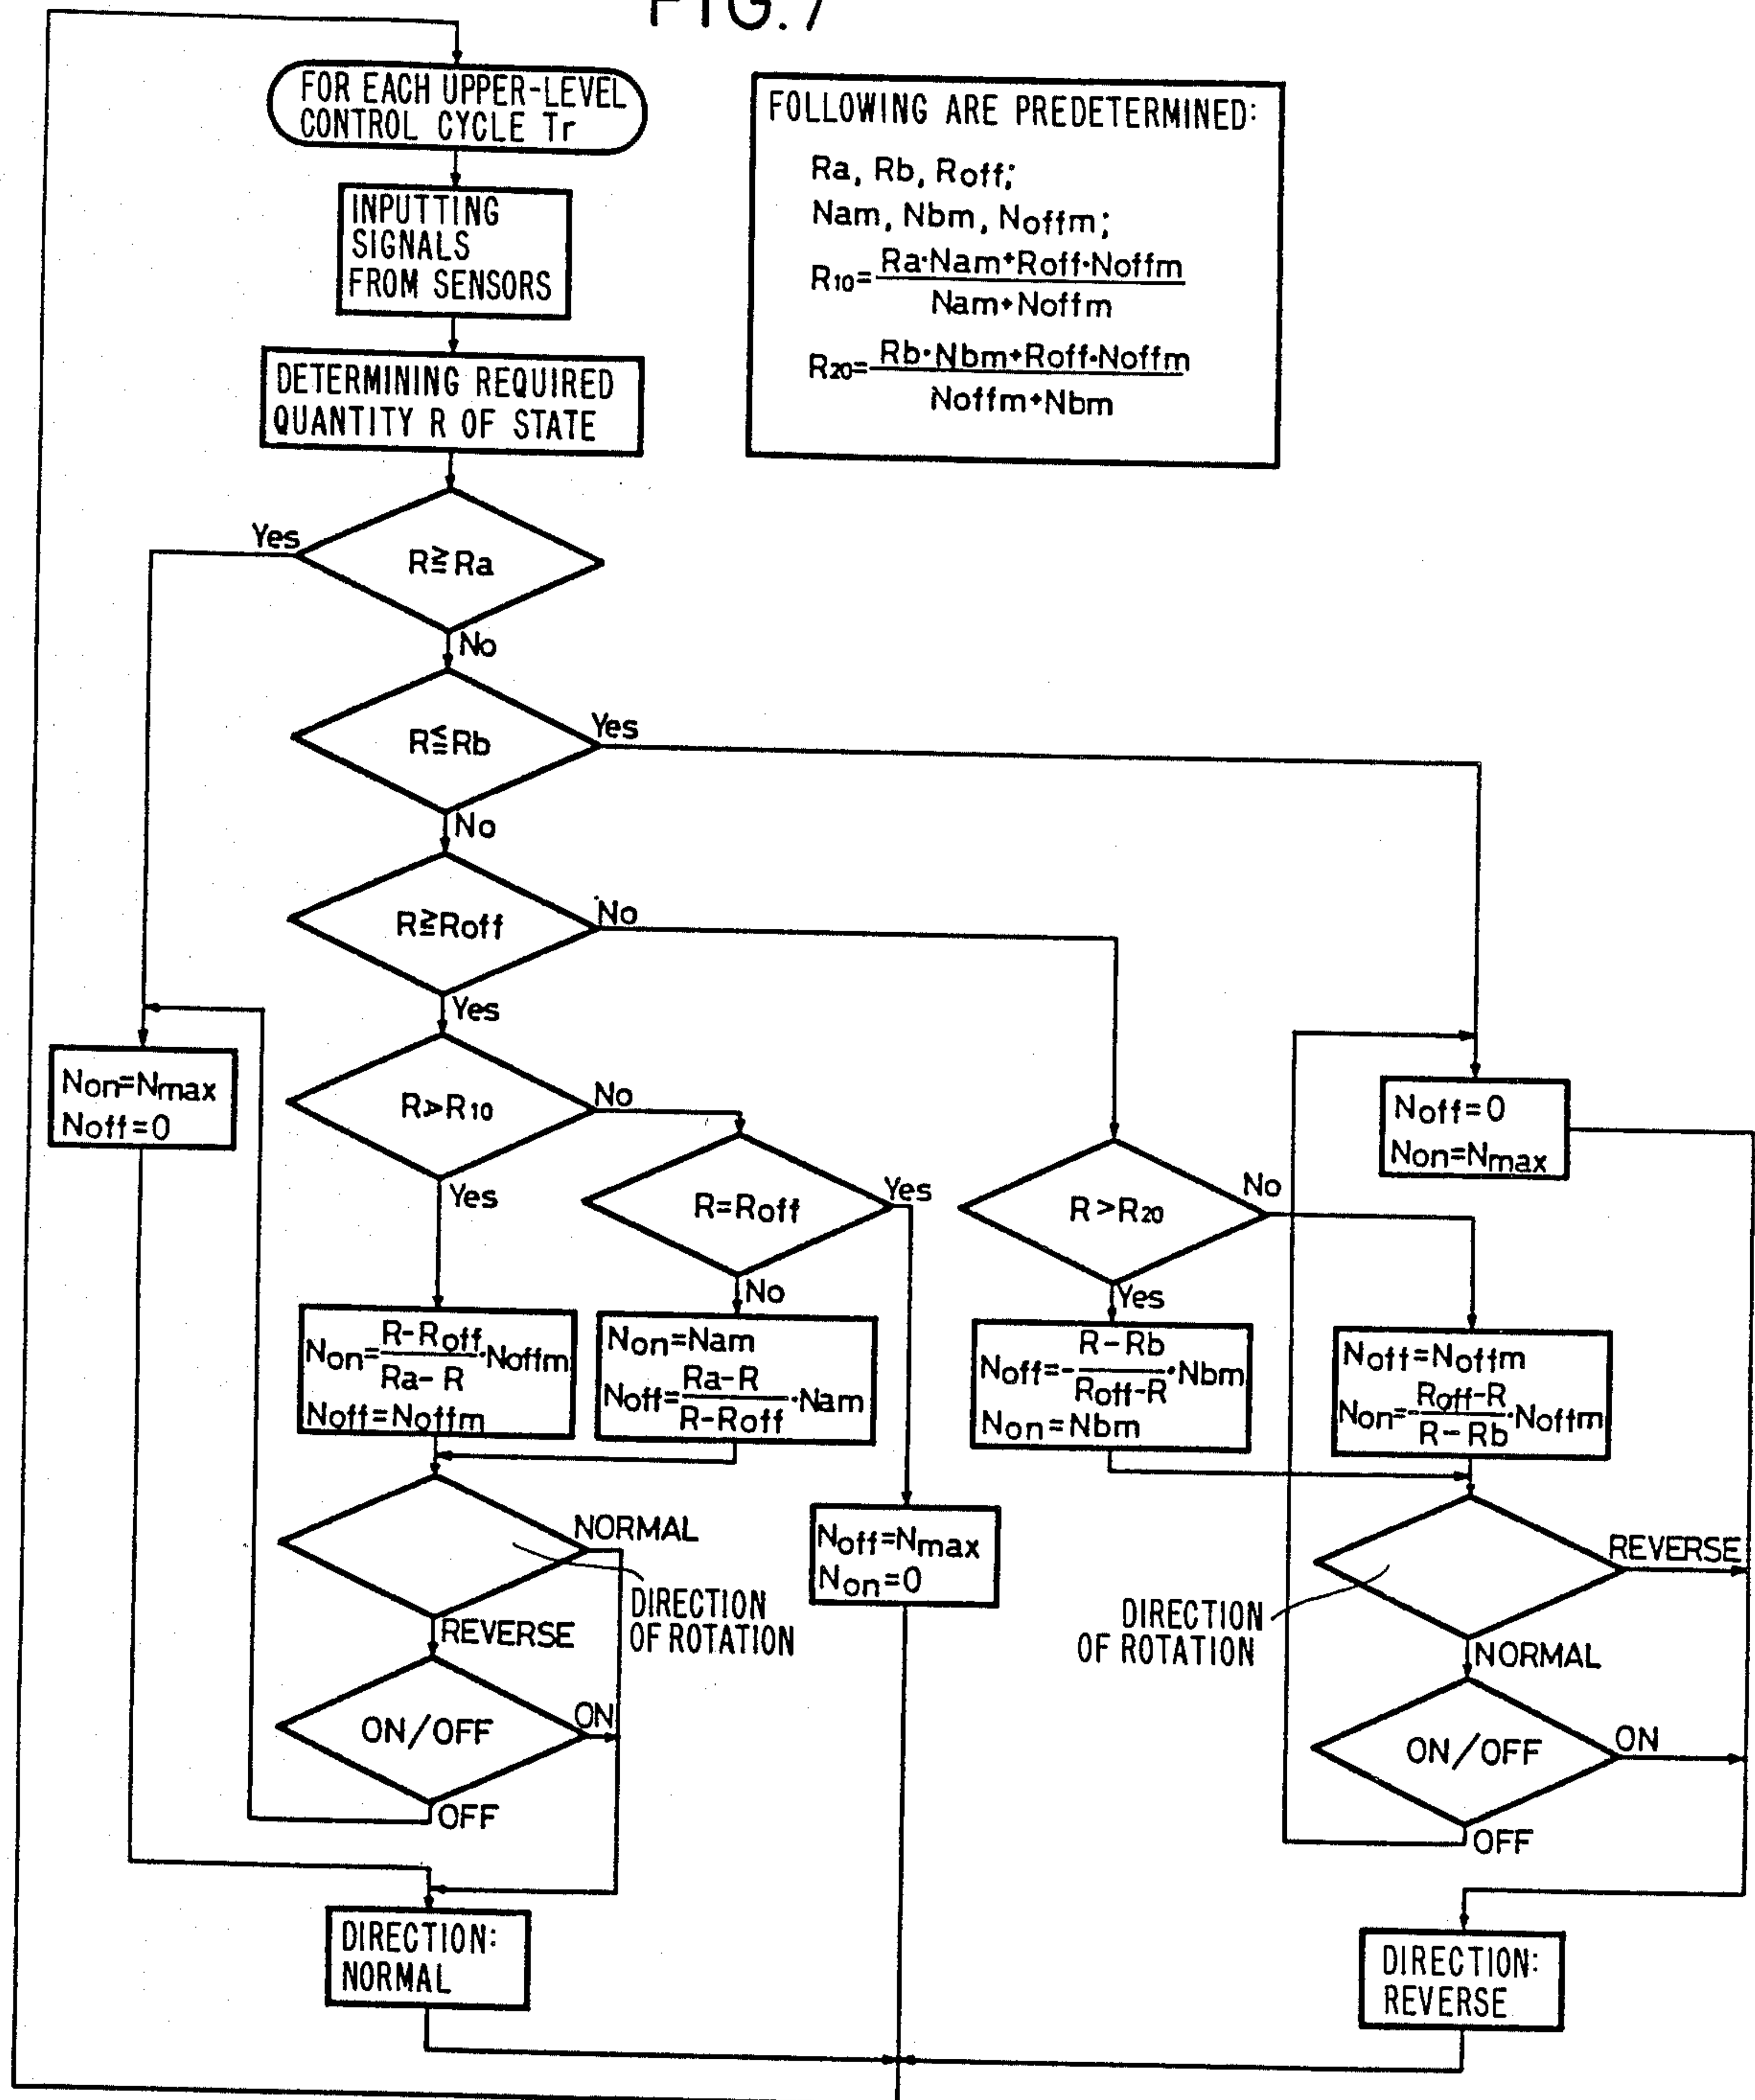 FIG. 7
FOR EACH UPPER-LEVEL
CONTROL CYCLE Tr
INPUTTING
SIGNALS
FROM SENSORS
DETERMINING REQUIRED
QUANTITY R OF STATE
FOLLOWING ARE PREDETERMINED:
Ra, Rb, Roff;
Nam, Nbm, Noffm;
R10=Ra·Nam+Roff·Noffm
Nam+Noffm
R20=Rb·Nbm+Roff·Noffm
Noffm+Nbm
Yes
R≧Ra
No
R≦Rb
Yes
No
R≧Roff
No
Yes
R>R10
No
Yes
Non=Nmax
Noff=0
R=Roff
Yes
No
R>R20
No
Yes
Noff=0
Non=Nmax
Non=R-Roff/Ra-R·Noffm
Noff=Noffm
Non=Nam
Noff=Ra-R/R-Roff·Nam
Noff=-R-Rb/Roff-R·Nbm
Non=Nbm
Noff=Noffm
Non=-Roff-R/R-Rb·Noffm
NORMAL
DIRECTION
OF ROTATION
REVERSE
ON/OFF
ON
OFF
Noff=Nmax
Non=0
REVERSE
DIRECTION
OF ROTATION
NORMAL
ON/OFF
ON
OFF
DIRECTION:
NORMAL
DIRECTION:
REVERSE